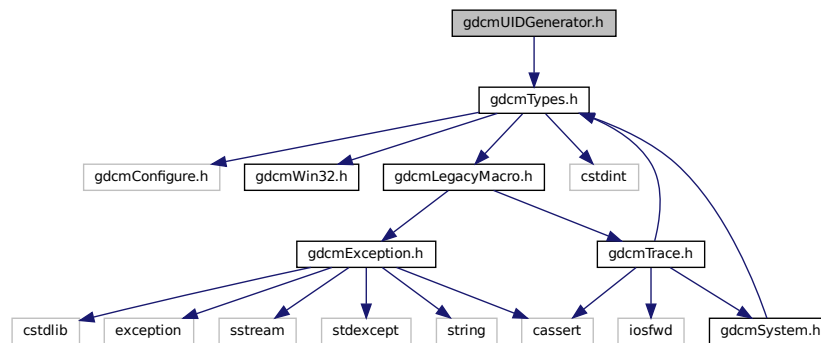 gdcmUIDGenerator.h
gdcmTypes.h
gdcmConfigure.h
gdcmWin32.h
gdcmLegacyMacro.h
cstdint
gdcmException.h
gdcmTrace.h
cstdlib
exception
sstream
stdexcept
string
cassert
iosfwd
gdcmSystem.h